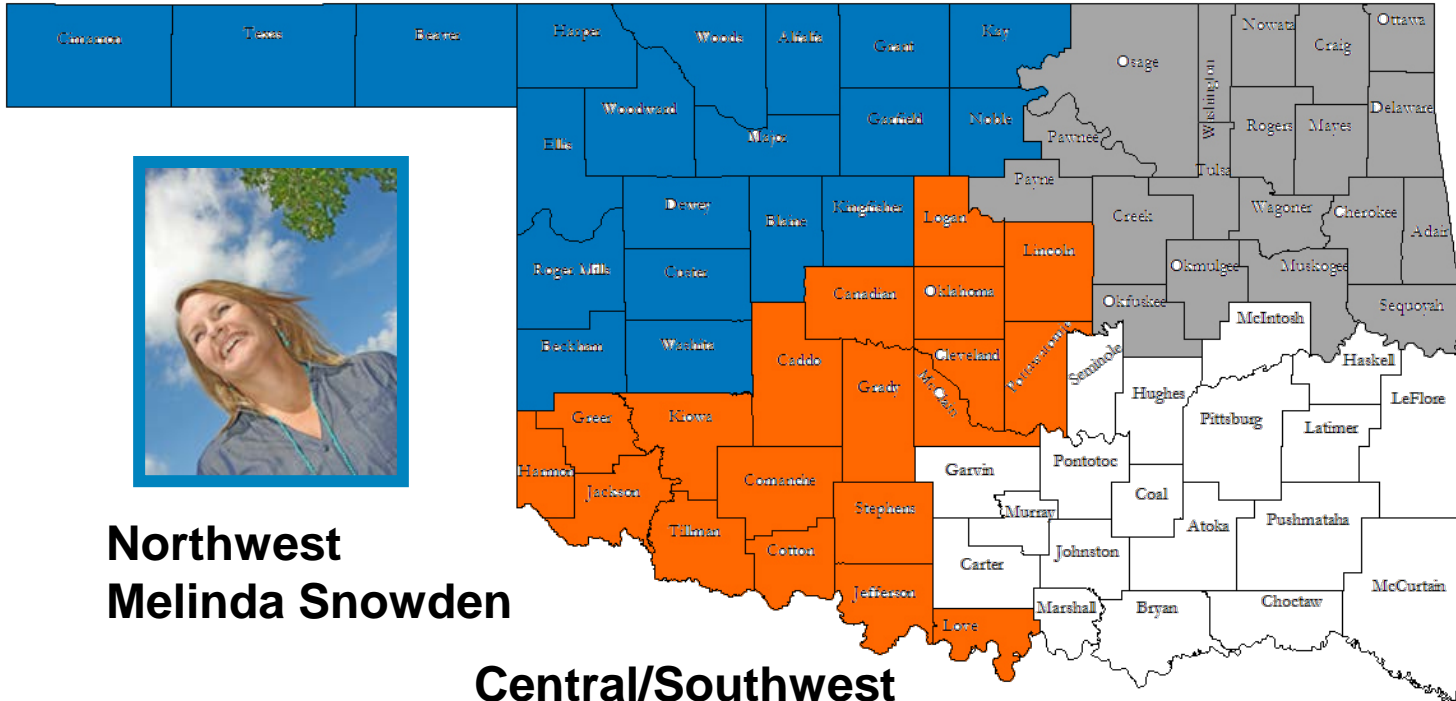 Cimarron
Texas
Beaver
Harper
Woods
Alfalfa
Grant
Kay
Osage
Washington
Nowata
Craig
Ottawa
Woodward
Garfield
Noble
Pawnee
Rogers
Mayes
Delaware
Ellis
Major
Tulsa
Payne
Dewey
Blaine
Kingfisher
Logan
Creek
Wagoner
Cherokee
Adair
Lincoln
Roger Mills
Custer
Canadian
Oklahoma
Okmulgee
Muskogee
Okfuskee
Sequoyah
McIntosh
Beckham
Washita
Caddo
Cleveland
Pottawatomie
Seminole
Haskell
Grady
McClain
Hughes
LeFlore
Greer
Kiowa
Pittsburg
Latimer
Harmon
Jackson
Comanche
Garvin
Pontotoc
Coal
Stephens
Murray
Atoka
Pushmataha
Tillman
Cotton
Carter
Johnston
McCurtain
Jefferson
Love
Marshall
Bryan
Choctaw
Northwest
Melinda Snowden
Central/Southwest